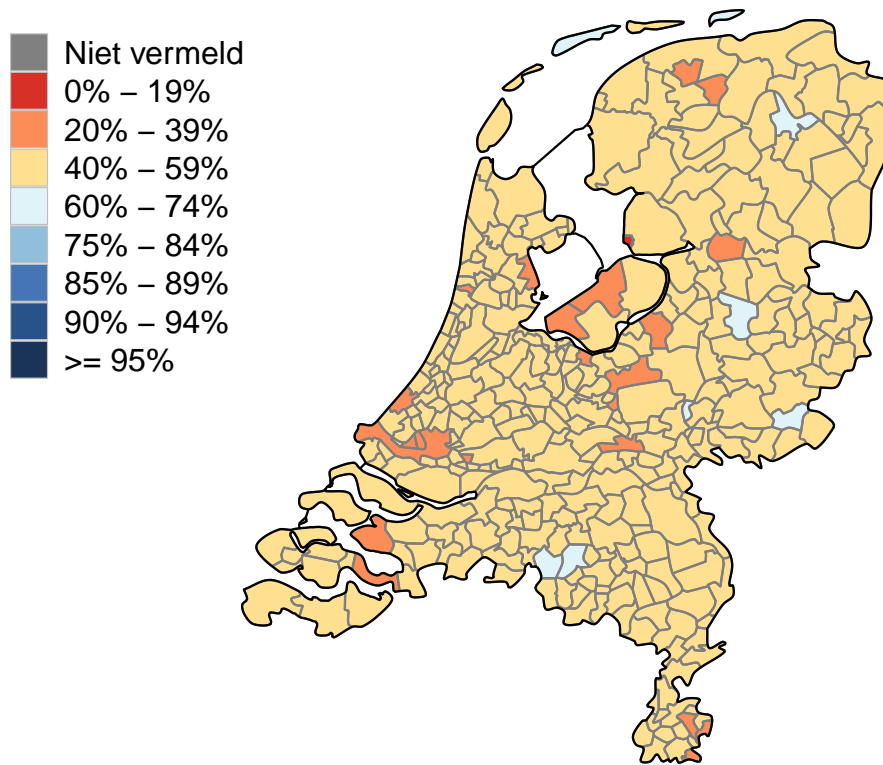 Niet vermeld
0% – 19%
20% – 39%
40% – 59%
60% – 74%
75% – 84%
85% – 89%
90% – 94%
>= 95%